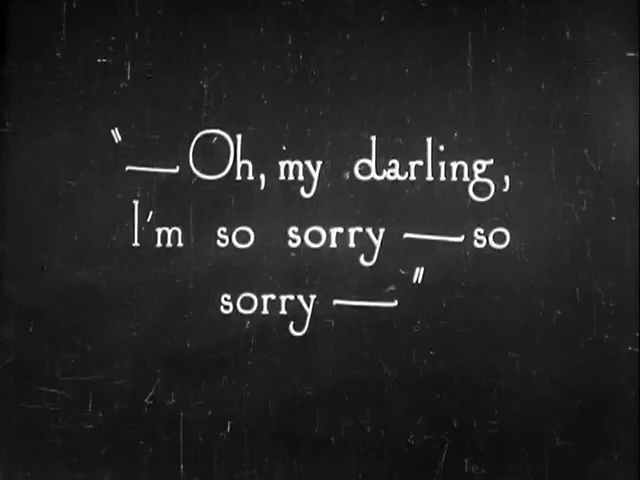 "—Oh, my darling,
I'm so sorry —so
sorry —"